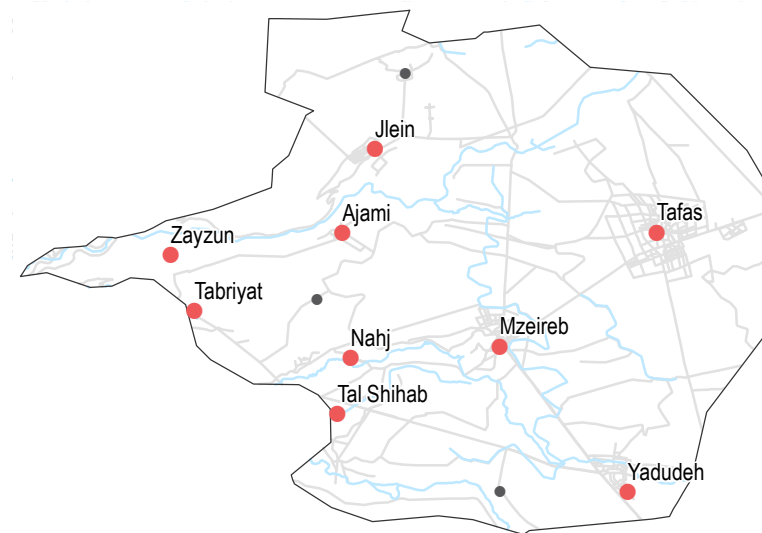 Jlein
Ajami
Tafas
Zayzun
Tabriyat
Mzeireb
Nahj
Tal Shihab
Yadudeh